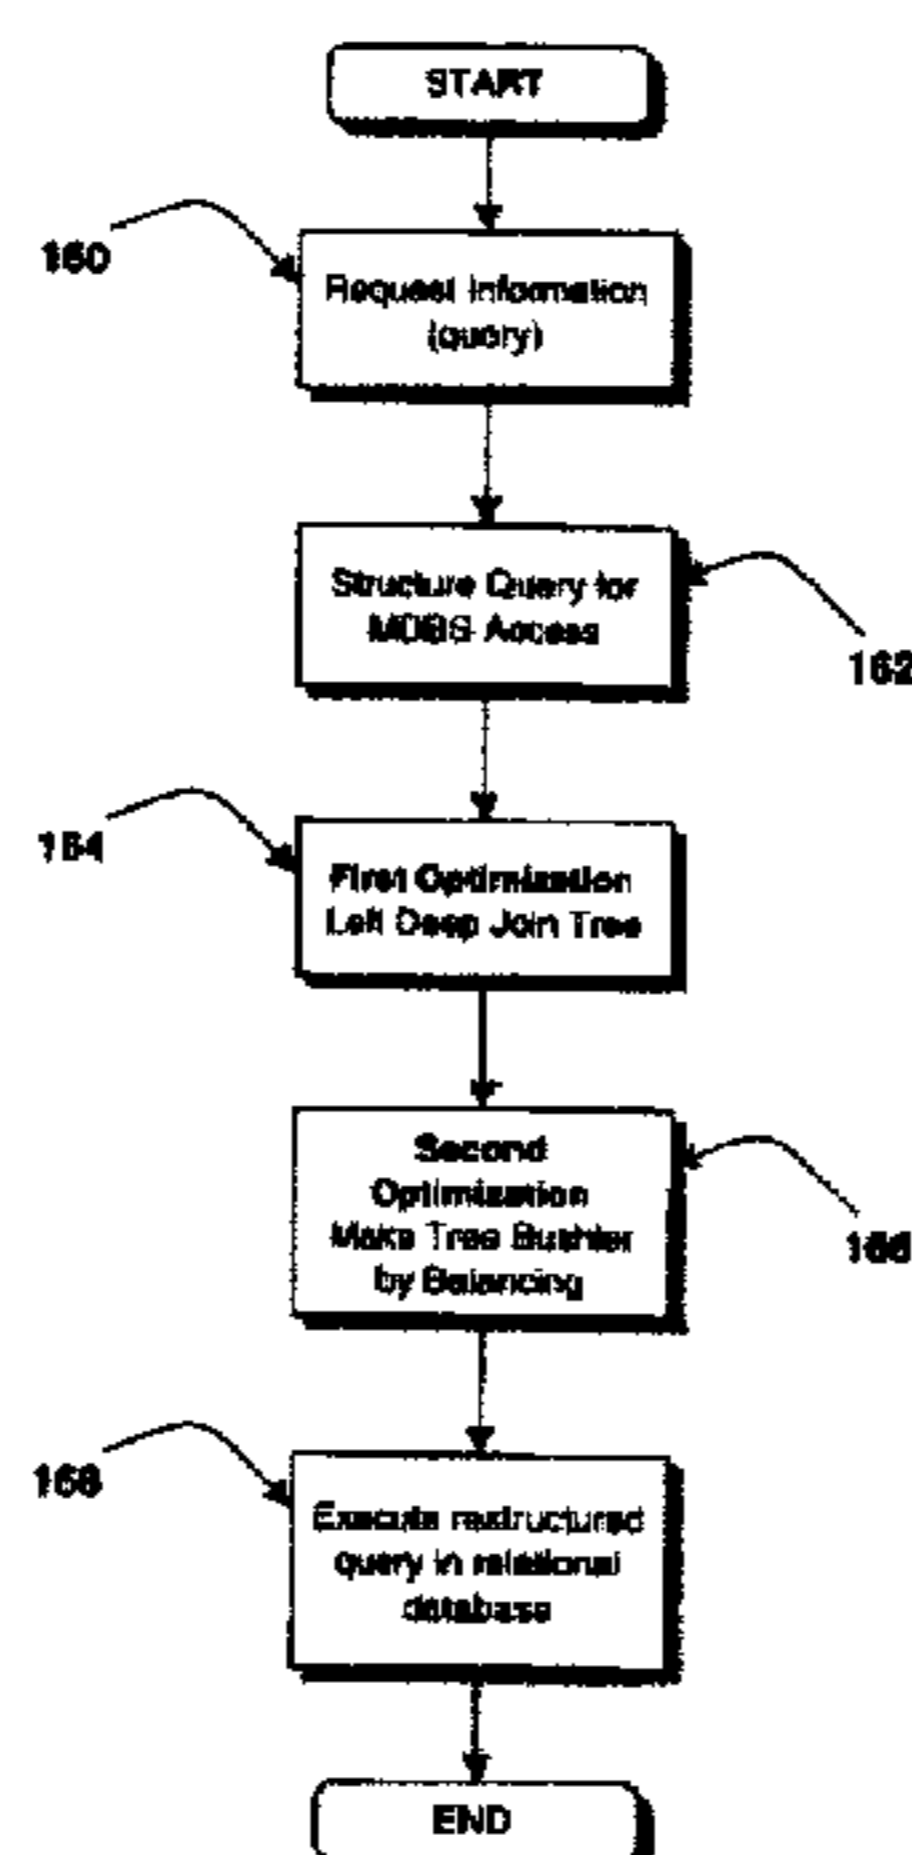 START
160
Request Information
(query)
Structure Query for
MDBS Access
162
164
First Optimization
Left Deep Join Tree
Second
Optimization
Make Tree Bushier
by Balancing
166
168
Execute restructured
query in relational
database
END